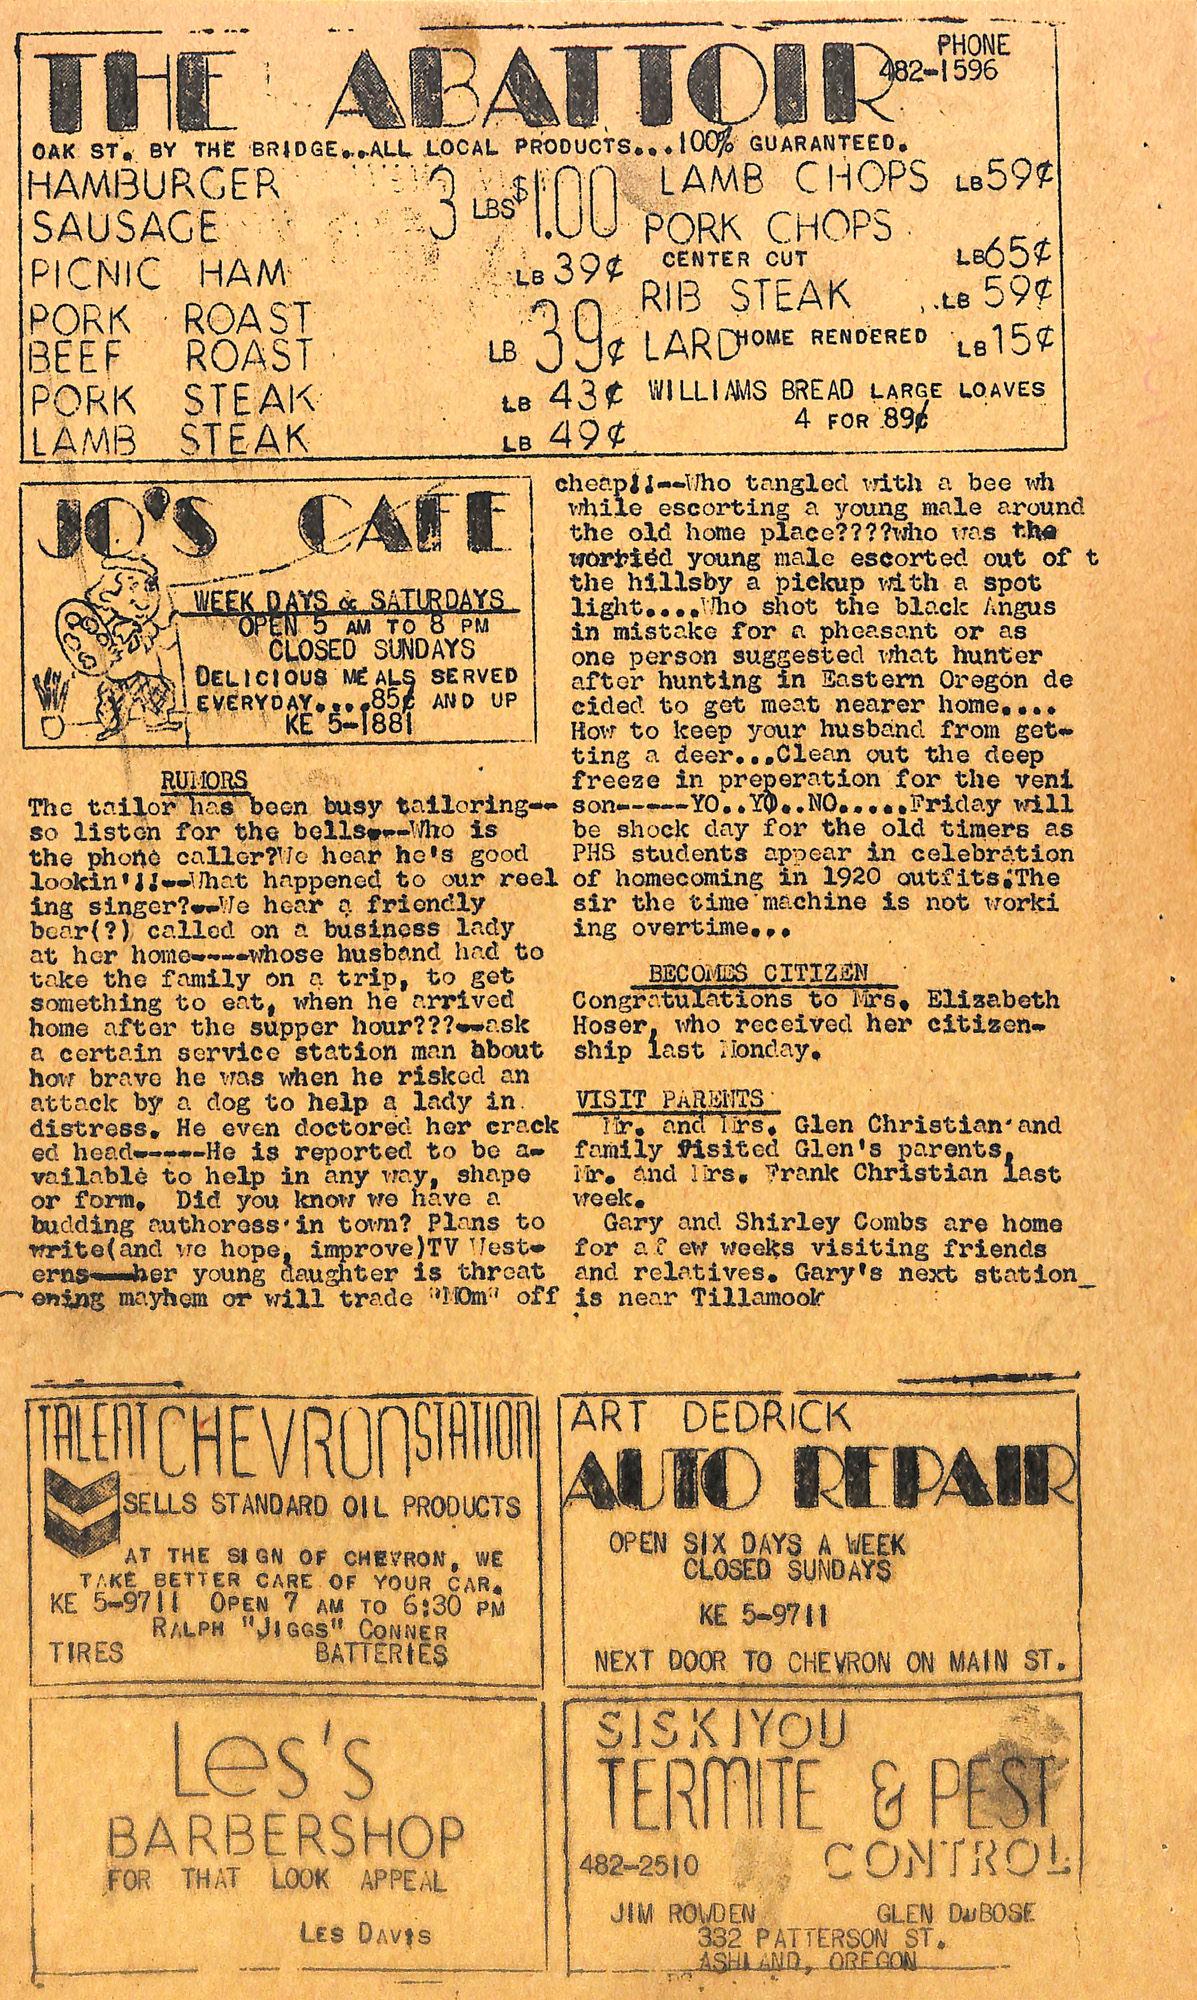 THE ABATTOIR
PHONE
482-1596
OAK ST. BY THE BRIDGE...ALL LOCAL PRODUCTS...100% GUARANTEED.
HAMBURGER
SAUSAGE
3 LBS $1.00
PICNIC HAM LB 39¢
PORK ROAST
BEEF ROAST
LB 39¢
PORK STEAK LB 43¢
LAMB STEAK LB 49¢
LAMB CHOPS LB 59¢
PORK CHOPS
CENTER CUT LB 65¢
RIB STEAK ..LB 59¢
LARD HOME RENDERED LB 15¢
WILLIAMS BREAD LARGE LOAVES
4 FOR 89¢
JO'S CAFE
WEEK DAYS & SATURDAYS
OPEN 5 AM TO 8 PM
CLOSED SUNDAYS
DELICIOUS MEALS SERVED
EVERYDAY....85¢ AND UP
KE 5-1881
RUMORS
The tailor has been busy tailoring--
so listen for the bells---Who is
the phone caller?We hear he's good
lookin'!!--What happened to our reel
ing singer?--We hear a friendly
bear(?) called on a business lady
at her home----whose husband had to
take the family on a trip, to get
something to eat, when he arrived
home after the supper hour???--ask
a certain service station man about
how brave he was when he risked an
attack by a dog to help a lady in
distress. He even doctored her crack
ed head-----He is reported to be a-
vailable to help in any way, shape
or form. Did you know we have a
budding authoress in town? Plans to
write(and we hope, improve)TV West-
erns---her young daughter is threat
ening mayhem or will trade "MOm" off
cheap!!--Who tangled with a bee wh
while escorting a young male around
the old home place????who was the
worried young male escorted out of t
the hillsby a pickup with a spot
light....Who shot the black Angus
in mistake for a pheasant or as
one person suggested what hunter
after hunting in Eastern Oregon de
cided to get meat nearer home....
How to keep your husband from get-
ting a deer...Clean out the deep
freeze in preperation for the veni
son-----YO..YO..NO.....Friday will
be shock day for the old timers as
PHS students appear in celebration
of homecoming in 1920 outfits.The
sir the time machine is not worki
ing overtime...
BECOMES CITIZEN
Congratulations to Mrs. Elizabeth
Hoser, who received her citizen-
ship last Monday.
VISIT PARENTS
Mr. and Mrs. Glen Christian and
family visited Glen's parents,
Mr. and Mrs. Frank Christian last
week.
Gary and Shirley Combs are home
for a f ew weeks visiting friends
and relatives. Gary's next station_
is near Tillamook
TALENT CHEVRON STATION
SELLS STANDARD OIL PRODUCTS
AT THE SIGN OF CHEVRON, WE
TAKE BETTER CARE OF YOUR CAR.
KE 5-9711 OPEN 7 AM TO 6:30 PM
RALPH "JIGGS" CONNER
TIRES BATTERIES
ART DEDRICK
AUTO REPAIR
OPEN SIX DAYS A WEEK
CLOSED SUNDAYS
KE 5-9711
NEXT DOOR TO CHEVRON ON MAIN ST.
Les's
BARBERSHOP
FOR THAT LOOK APPEAL
LES DAVIS
SISKIYOU
TERMITE & PEST
CONTROL
482-2510
JIM ROWDEN GLEN DuBOSE
332 PATTERSON ST.
ASHLAND, OREGON